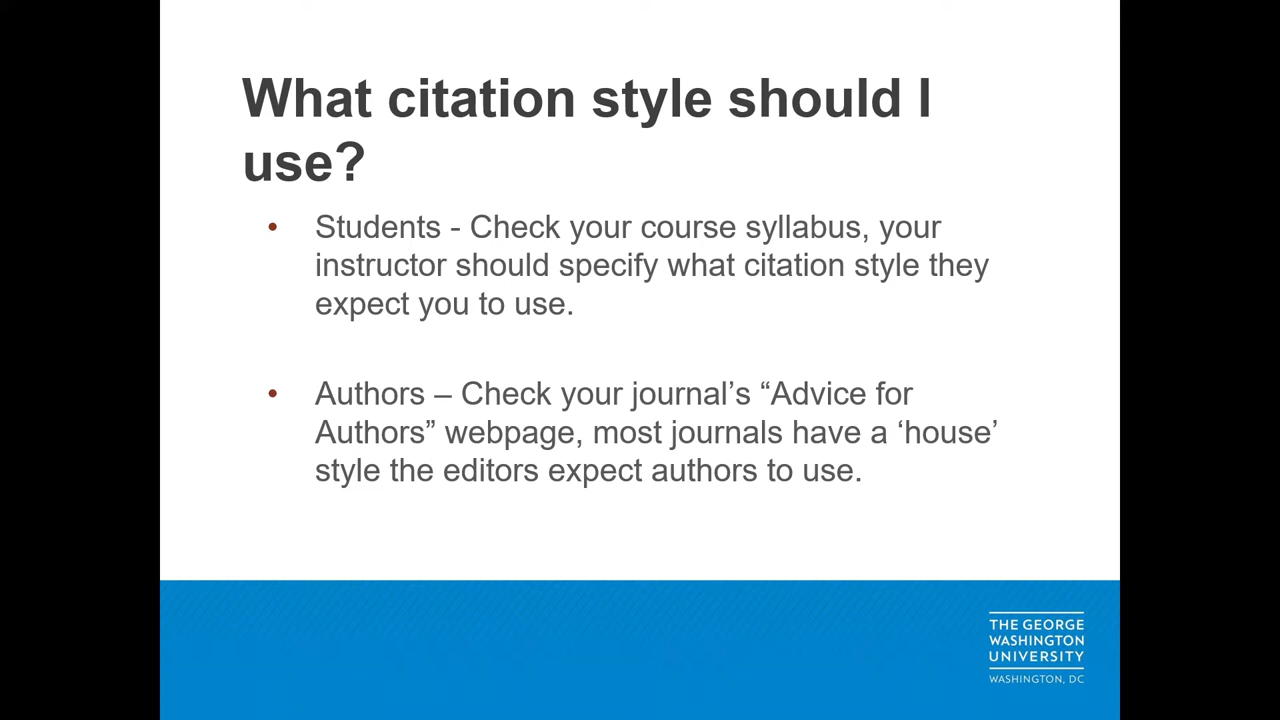 What citation style should I
use?
• Students - Check your course syllabus, your
instructor should specify what citation style they
expect you to use.
• Authors – Check your journal’s “Advice for
Authors” webpage, most journals have a ‘house’
style the editors expect authors to use.
THE GEORGE
WASHINGTON
UNIVERSITY
WASHINGTON, DC